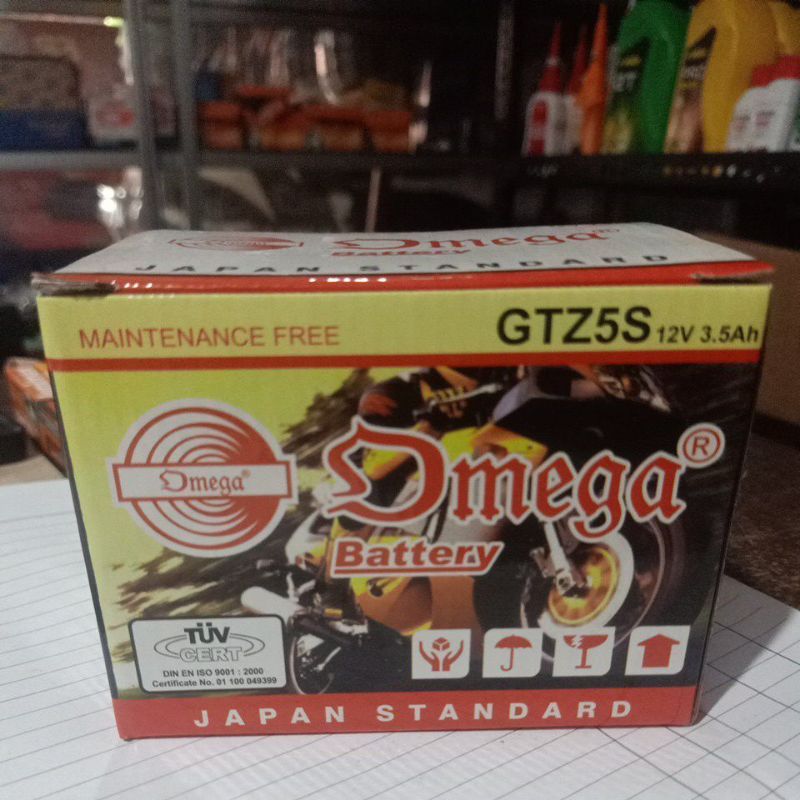 Omega®
Battery
JAPAN STANDARD
MAINTENANCE FREE
GTZ5S 12V 3.5Ah
Omega®
Omega®
Battery
TÜV
CERT
DIN EN ISO 9001 : 2000
Certificate No. 01 100 049399
JAPAN STANDARD